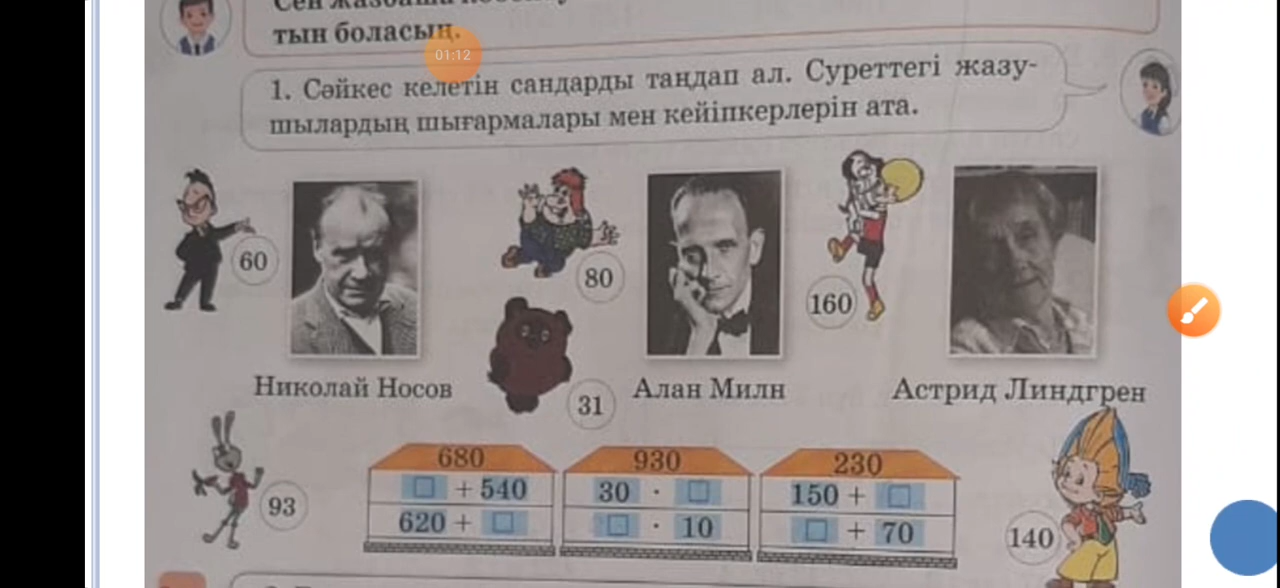 тын боласың.
01:12
1. Сәйкес келетін сандарды таңдап ал. Суреттегі жазу-
шылардың шығармалары мен кейіпкерлерін ата.
60
80
160
31
Николай Носов
Алан Милн
Астрид Линдгрен
93
680
930
230
□ + 540
30 · □
150 + □
620 + □
□ · 10
□ + 70
140